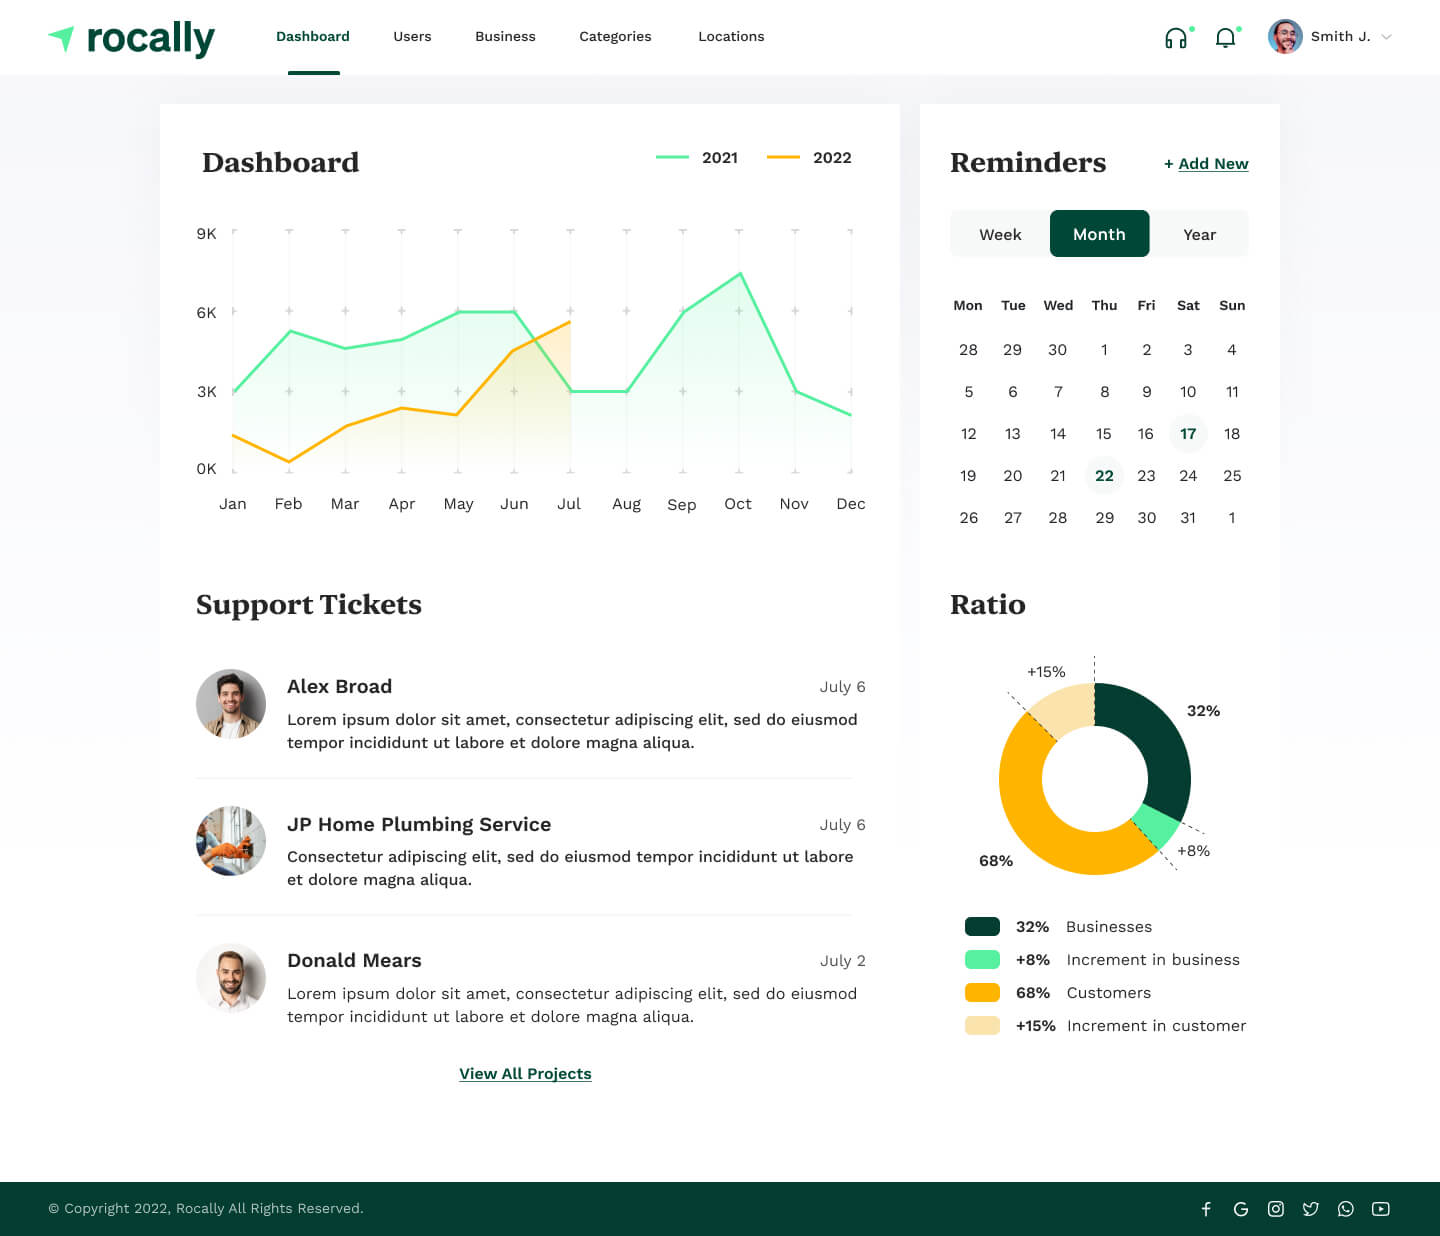 rocally
Dashboard Users Business Categories Locations
Smith J.
Dashboard
2021 2022
9K
6K
3K
0K
Jan Feb Mar Apr May Jun Jul Aug Sep Oct Nov Dec
Reminders
+ Add New
Week Month Year
Mon Tue Wed Thu Fri Sat Sun
28 29 30 1 2 3 4
5 6 7 8 9 10 11
12 13 14 15 16 17 18
19 20 21 22 23 24 25
26 27 28 29 30 31 1
Support Tickets
Alex Broad July 6
Lorem ipsum dolor sit amet, consectetur adipiscing elit, sed do eiusmod
tempor incididunt ut labore et dolore magna aliqua.
JP Home Plumbing Service July 6
Consectetur adipiscing elit, sed do eiusmod tempor incididunt ut labore
et dolore magna aliqua.
Donald Mears July 2
Lorem ipsum dolor sit amet, consectetur adipiscing elit, sed do eiusmod
tempor incididunt ut labore et dolore magna aliqua.
View All Projects
Ratio
+15%
32%
+8%
68%
32% Businesses
+8% Increment in business
68% Customers
+15% Increment in customer
© Copyright 2022, Rocally All Rights Reserved.